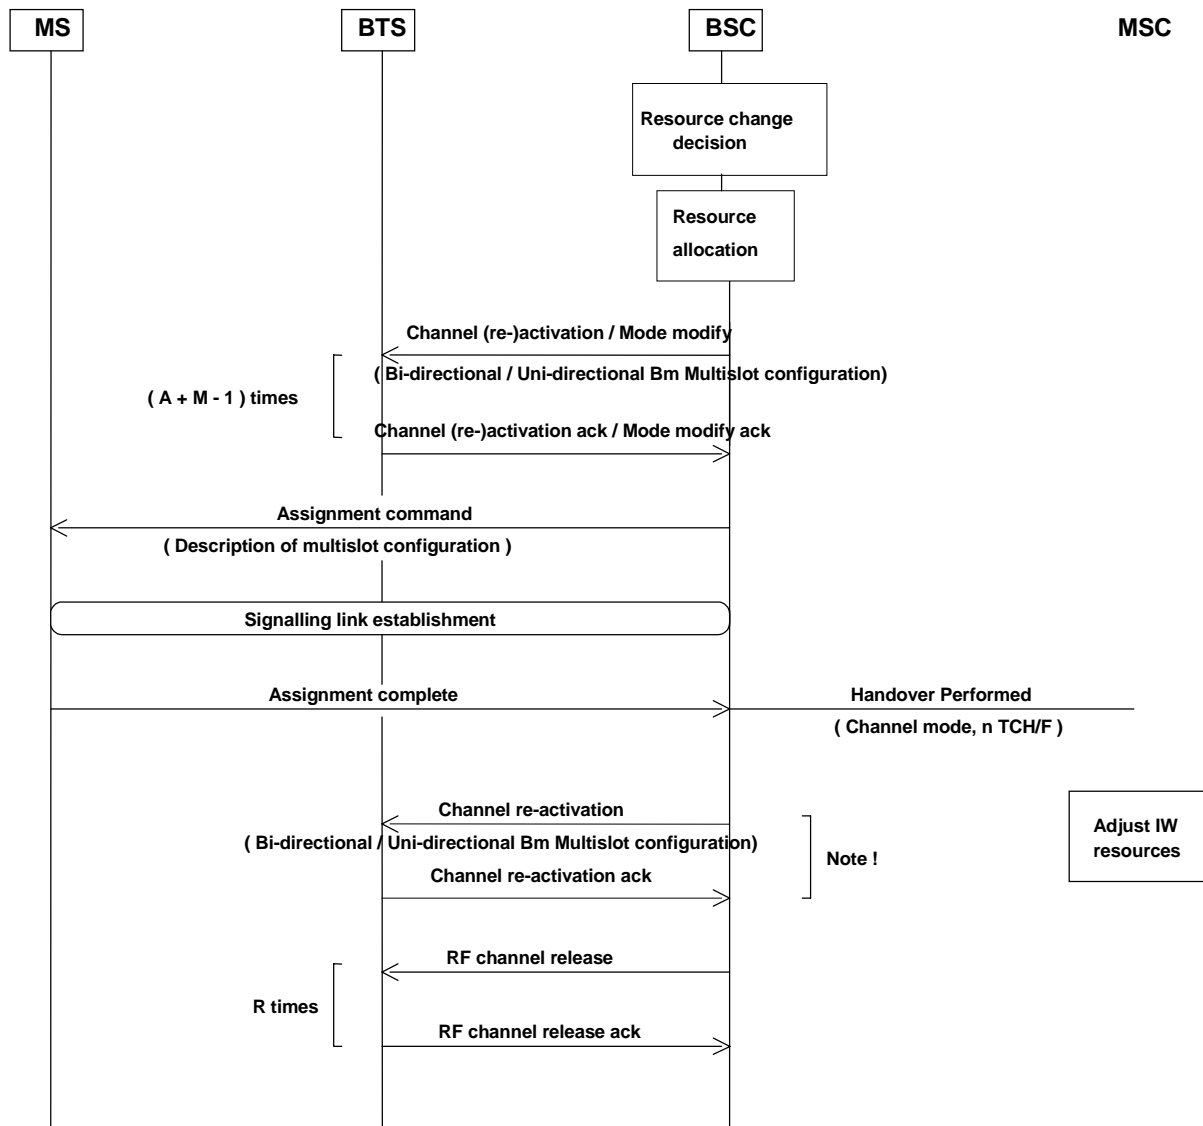 MS BTS BSC MSC
Resource change
decision
Resource
allocation
Channel (re-)activation / Mode modify
( Bi-directional / Uni-directional Bm Multislot configuration)
( A + M - 1 ) times
Channel (re-)activation ack / Mode modify ack
Assignment command
( Description of multislot configuration )
Signalling link establishment
Assignment complete
Handover Performed
( Channel mode, n TCH/F )
Channel re-activation
( Bi-directional / Uni-directional Bm Multislot configuration)
Channel re-activation ack
Note !
Adjust IW
resources
RF channel release
R times
RF channel release ack